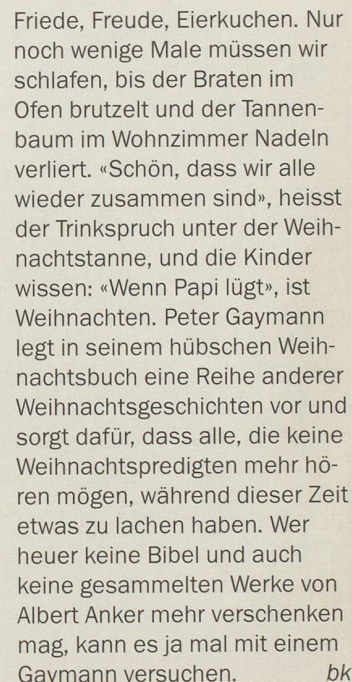 Friede, Freude, Eierkuchen. Nur
noch wenige Male müssen wir
schlafen, bis der Braten im
Ofen brutzelt und der Tannen-
baum im Wohnzimmer Nadeln
verliert. «Schön, dass wir alle
wieder zusammen sind», heisst
der Trinkspruch unter der Weih-
nachtstanne, und die Kinder
wissen: «Wenn Papi lügt», ist
Weihnachten. Peter Gaymann
legt in seinem hübschen Weih-
nachtsbuch eine Reihe anderer
Weihnachtsgeschichten vor und
sorgt dafür, dass alle, die keine
Weihnachtspredigten mehr hö-
ren mögen, während dieser Zeit
etwas zu lachen haben. Wer
heuer keine Bibel und auch
keine gesammelten Werke von
Albert Anker mehr verschenken
mag, kann es ja mal mit einem
Gaymann versuchen. bk